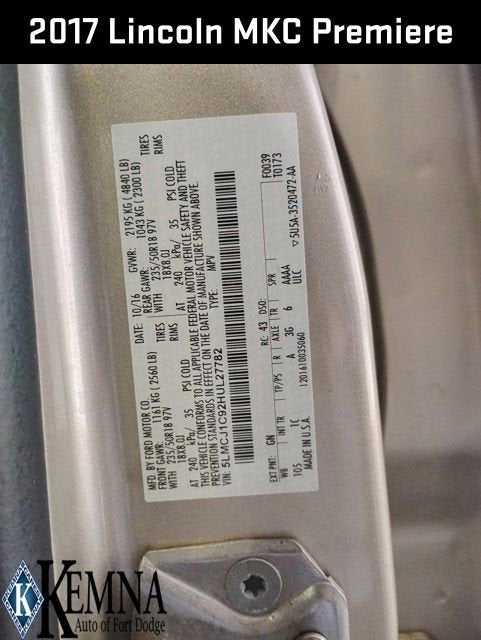 2017 Lincoln MKC Premiere
MFD. BY FORD MOTOR CO. DATE: 10/16 GVWR: 2195 KG ( 4840 LB)
FRONT GAWR: 1161 KG ( 2560 LB) REAR GAWR: 1043 KG ( 2300 LB)
WITH 235/50R18 97V TIRES WITH 235/50R18 97V TIRES
18X8.0J RIMS 18X8.0J RIMS
AT 240 kPa/ 35 PSI COLD AT 240 kPa/ 35 PSI COLD
THIS VEHICLE CONFORMS TO ALL APPLICABLE FEDERAL MOTOR VEHICLE SAFETY AND THEFT
PREVENTION STANDARDS IN EFFECT ON THE DATE OF MANUFACTURE SHOWN ABOVE.
VIN: 5LMCJ1C92HUL27782 TYPE: MPV
F0039
T0173
EXT PNT: GN RC: 43 DSO:
WB INT TR TP/PS R AXLE TR SPR
105 1C A 3G 6 AAAA
ULC
▽5U5A-3520472-AA
1201610035060
MADE IN U.S.A.
K
KEMNA
Auto of Fort Dodge